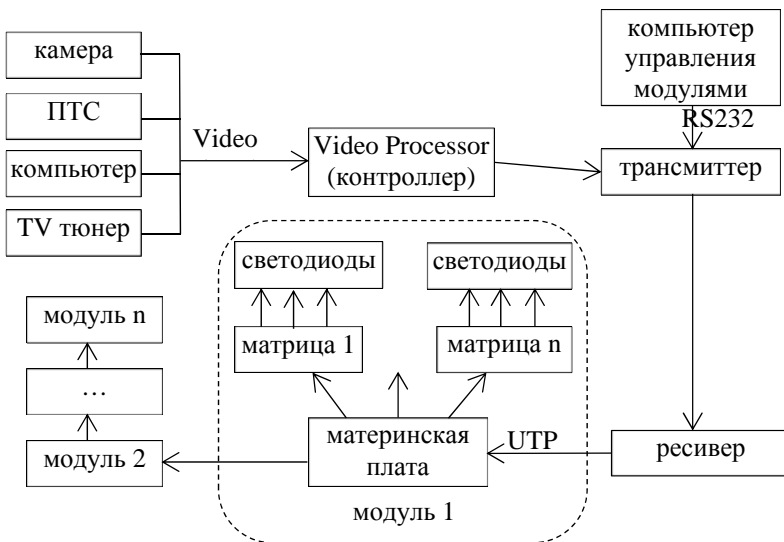 камера
ПТС
компьютер
TV тюнер
Video
Video Processor
(контроллер)
компьютер
управления
модулями
RS232
трансмиттер
светодиоды
светодиоды
матрица 1
матрица n
модуль n
…
модуль 2
материнская
плата
UTP
ресивер
модуль 1